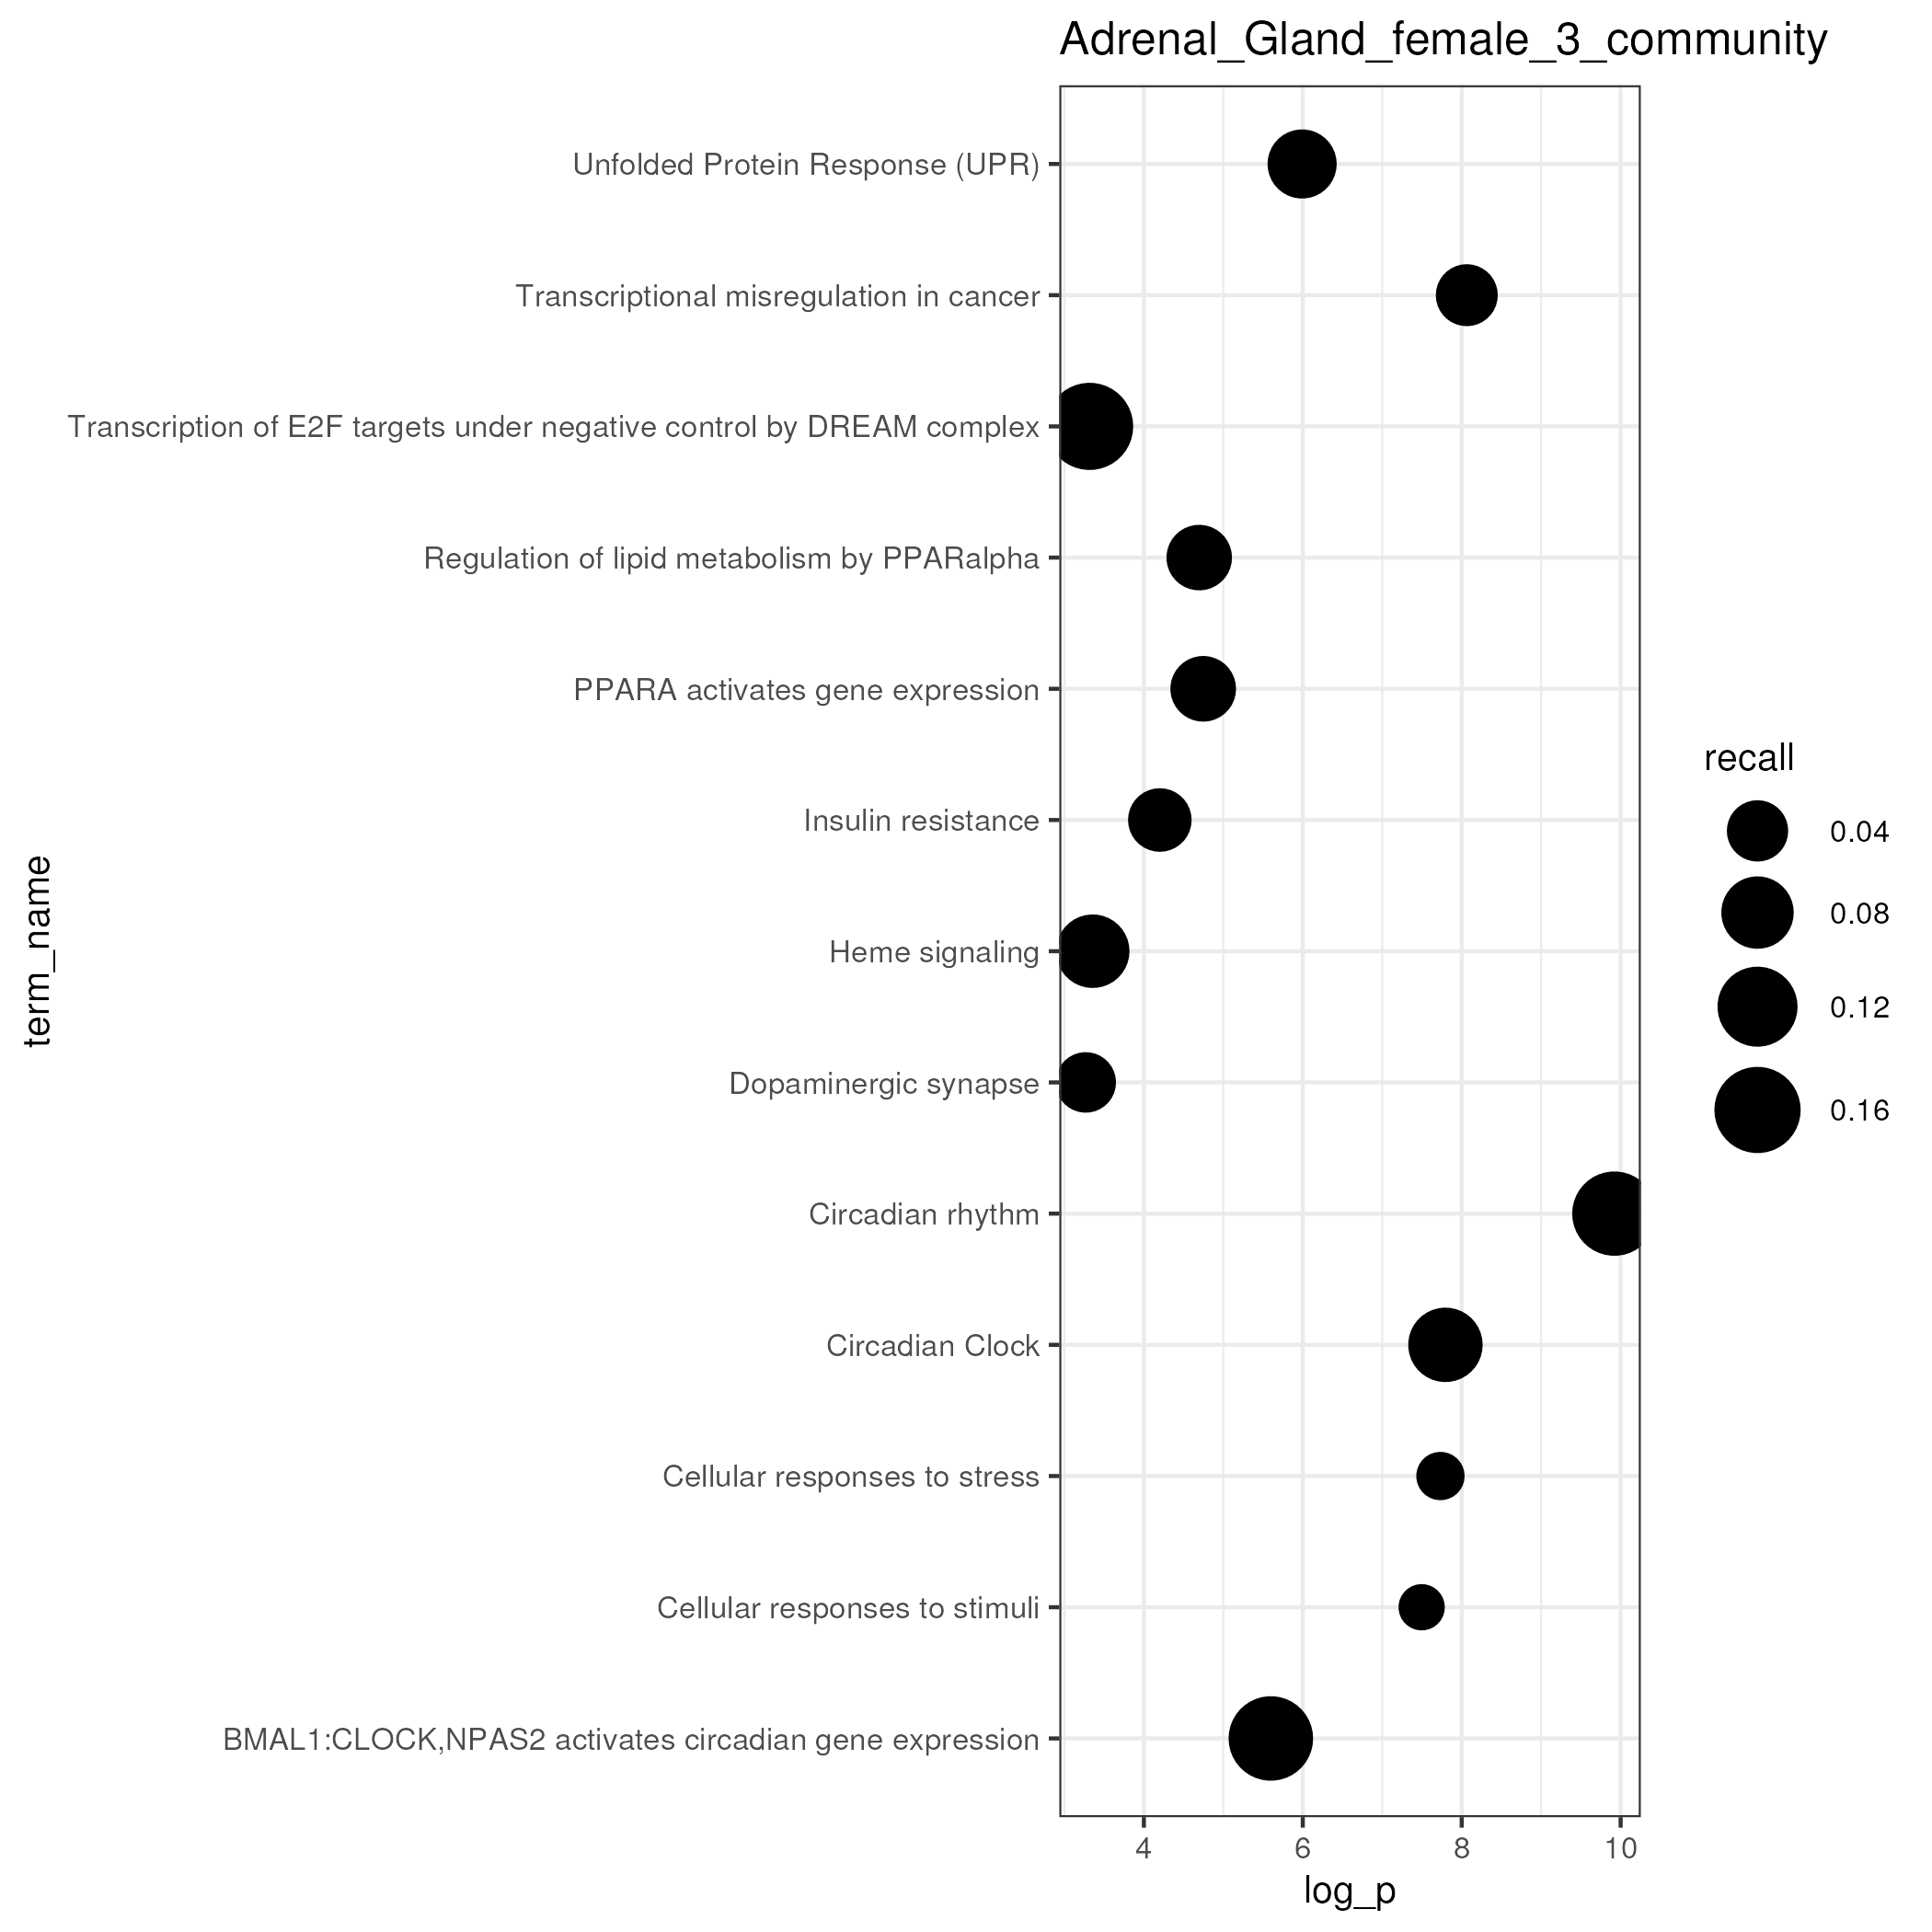 Adrenal_Gland_female_3_community
Unfolded Protein Response (UPR)
Transcriptional misregulation in cancer
Transcription of E2F targets under negative control by DREAM complex
Regulation of lipid metabolism by PPARalpha
PPARA activates gene expression
Insulin resistance
Heme signaling
Dopaminergic synapse
Circadian rhythm
Circadian Clock
Cellular responses to stress
Cellular responses to stimuli
BMAL1:CLOCK,NPAS2 activates circadian gene expression
term_name
4 6 8 10
log_p
recall
0.04
0.08
0.12
0.16